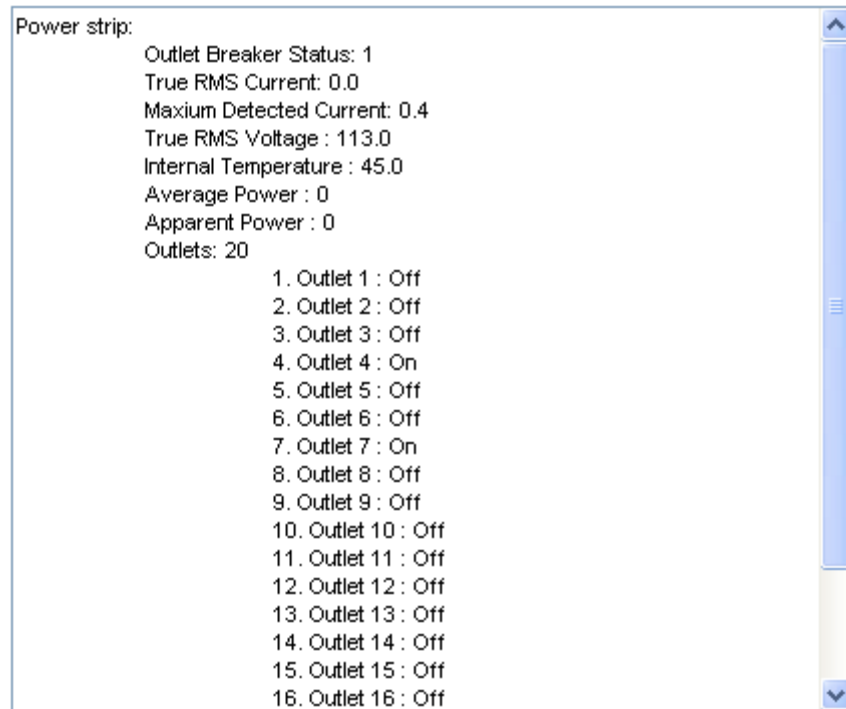 Power strip:
Outlet Breaker Status: 1
True RMS Current: 0.0
Maxium Detected Current: 0.4
True RMS Voltage : 113.0
Internal Temperature : 45.0
Average Power : 0
Apparent Power : 0
Outlets: 20
1. Outlet 1 : Off
2. Outlet 2 : Off
3. Outlet 3 : Off
4. Outlet 4 : On
5. Outlet 5 : Off
6. Outlet 6 : Off
7. Outlet 7 : On
8. Outlet 8 : Off
9. Outlet 9 : Off
10. Outlet 10 : Off
11. Outlet 11 : Off
12. Outlet 12 : Off
13. Outlet 13 : Off
14. Outlet 14 : Off
15. Outlet 15 : Off
16. Outlet 16 : Off